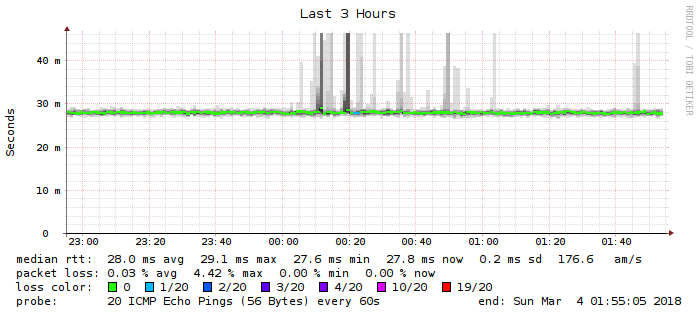 Last 3 Hours
RRDTOOL / TOBI OETIKER
Seconds
40 m
30 m
20 m
10 m
0
23:00 23:20 23:40 00:00 00:20 00:40 01:00 01:20 01:40
median rtt: 28.0 ms avg 29.1 ms max 27.6 ms min 27.8 ms now 0.2 ms sd 176.6 am/s
packet loss: 0.03 % avg 4.42 % max 0.00 % min 0.00 % now
loss color: 0 1/20 2/20 3/20 4/20 10/20 19/20
probe: 20 ICMP Echo Pings (56 Bytes) every 60s end: Sun Mar 4 01:55:05 2018